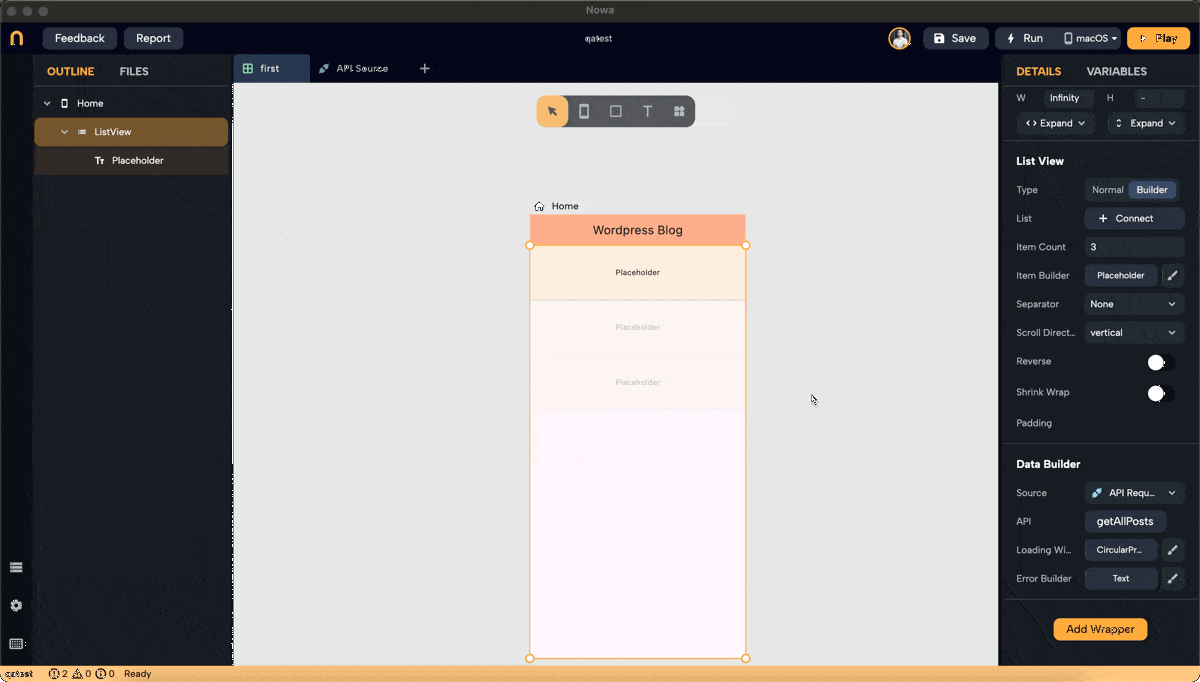 Nowa
Feedback
Report
qatest
Save
Run
macOS
Play
OUTLINE
FILES
first
API Source
DETAILS
VARIABLES
Home
ListView
Tt Placeholder
W Infinity H -
Expand
Expand
List View
Type Normal Builder
List + Connect
Item Count 3
Item Builder Placeholder
Separator None
Scroll Direct... vertical
Reverse
Shrink Wrap
Padding
Data Builder
Source API Requ...
API getAllPosts
Loading Wi... CircularPr...
Error Builder Text
Add Wrapper
Home
Wordpress Blog
Placeholder
Placeholder
Placeholder
qatest 2 0 0 Ready